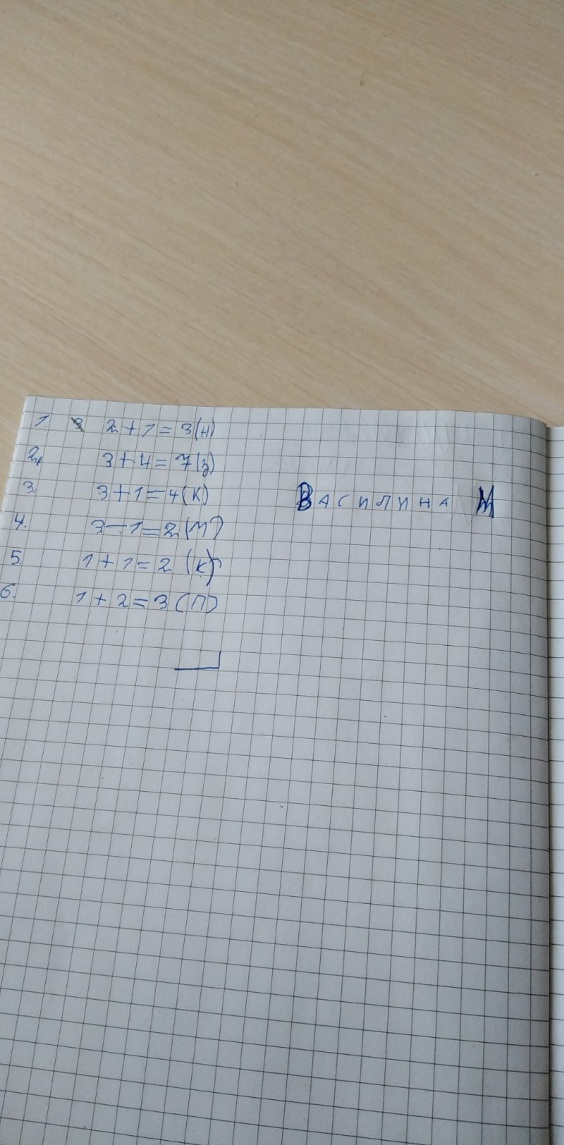 1 2+1=3(н)
2, 3+4=7(з)
3. 3+1=4(к)
Василина М
4. 3-1=2(м)
5. 1+1=2 (к)
6. 1+2=3(п)